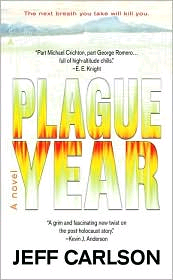 The next breath you take will kill you.
"Part Michael Crichton, part George Romero...
full of high-altitude chills."
-E. E. Knight
PLAGUE
YEAR
A novel
"A grim and fascinating new twist on
the post holocaust story."
-Kevin J. Anderson
JEFF CARLSON